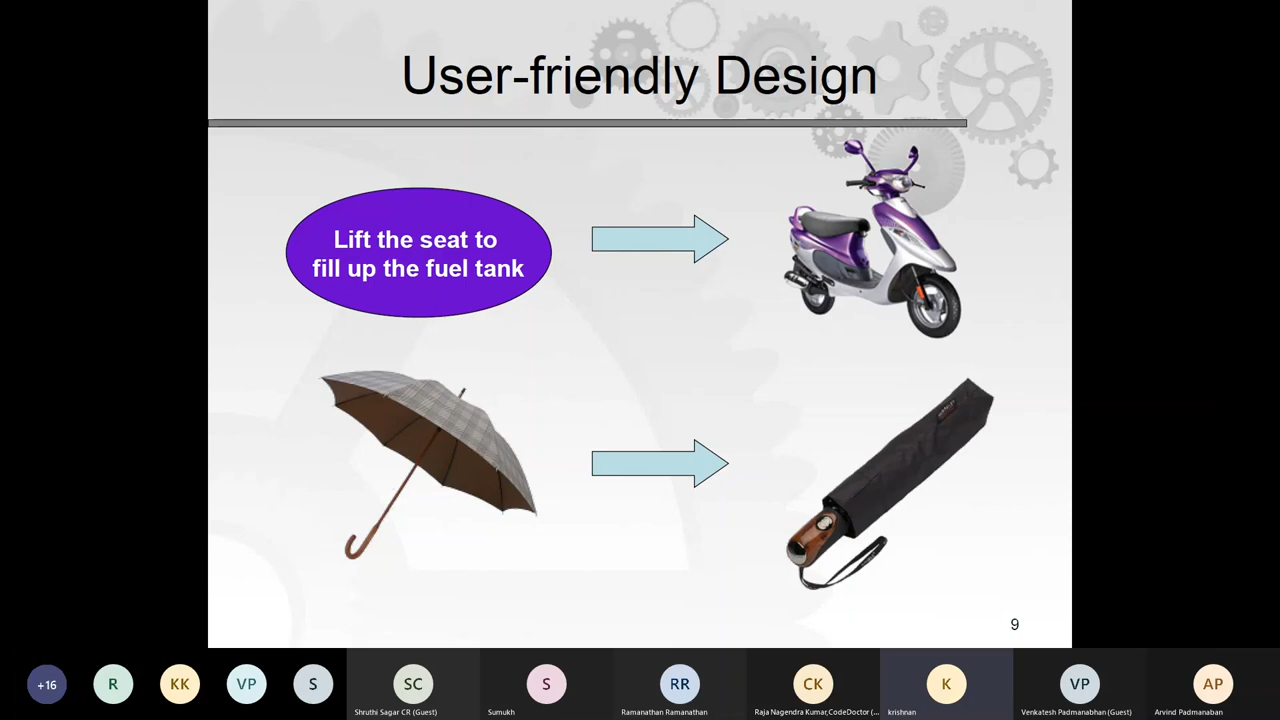 User-friendly Design
Lift the seat to
fill up the fuel tank
9
+16
R
KK
VP
S
SC
S
RR
CK
K
VP
AP
Shruthi Sagar CR (Guest)
Sumukh
Ramanathan Ramanathan
Raja Nagendra Kumar,CodeDoctor (...
krishnan
Venkatesh Padmanabhan (Guest)
Arvind Padmanaban